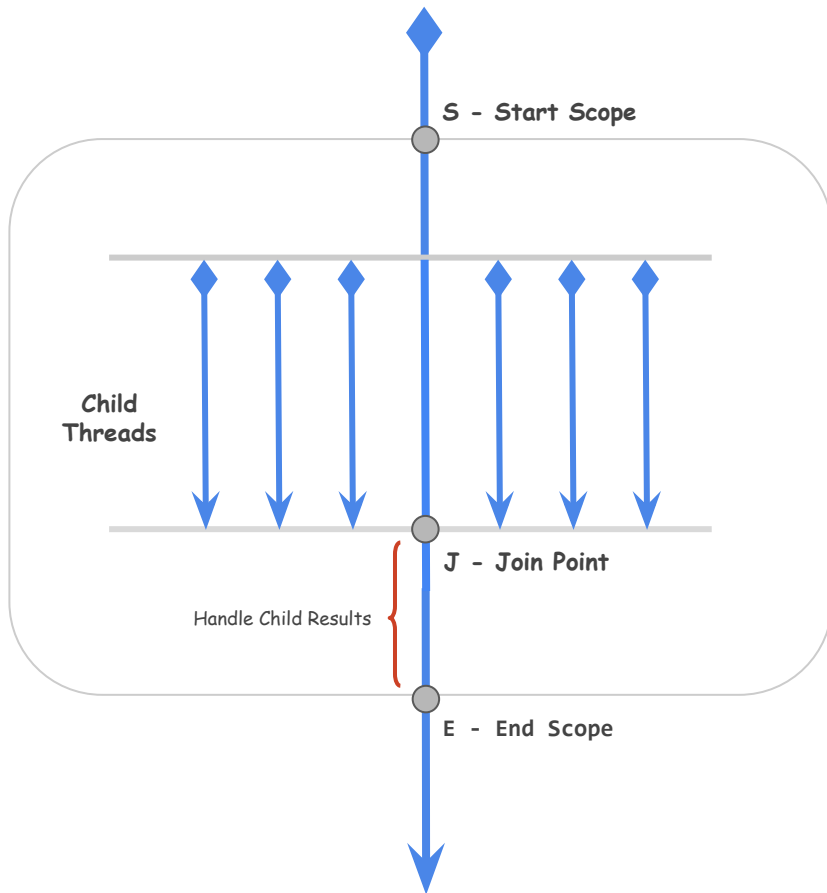 S - Start Scope
Child
Threads
J - Join Point
Handle Child Results
E - End Scope